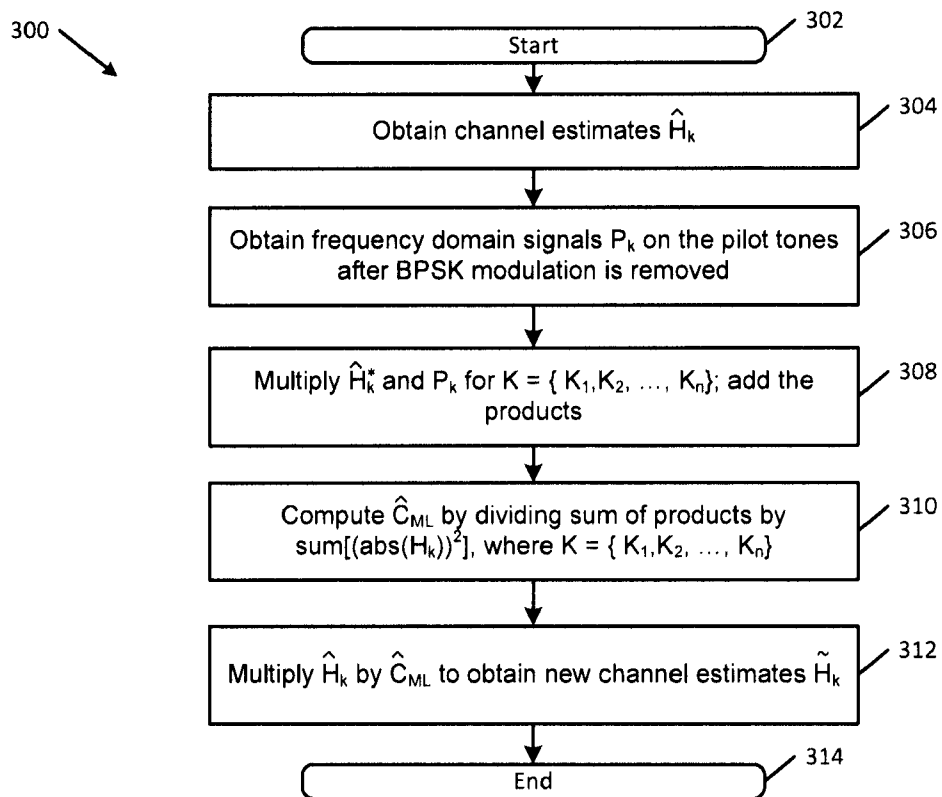 300
302
Start
304
Obtain channel estimates Ĥₖ
306
Obtain frequency domain signals Pₖ on the pilot tones
after BPSK modulation is removed
308
Multiply Ĥₖ* and Pₖ for K = { K₁,K₂, ..., Kₙ}; add the
products
310
Compute Ĉ_ML by dividing sum of products by
sum[(abs(Hₖ))²], where K = { K₁,K₂, ..., Kₙ}
312
Multiply Ĥₖ by Ĉ_ML to obtain new channel estimates H̃ₖ
314
End